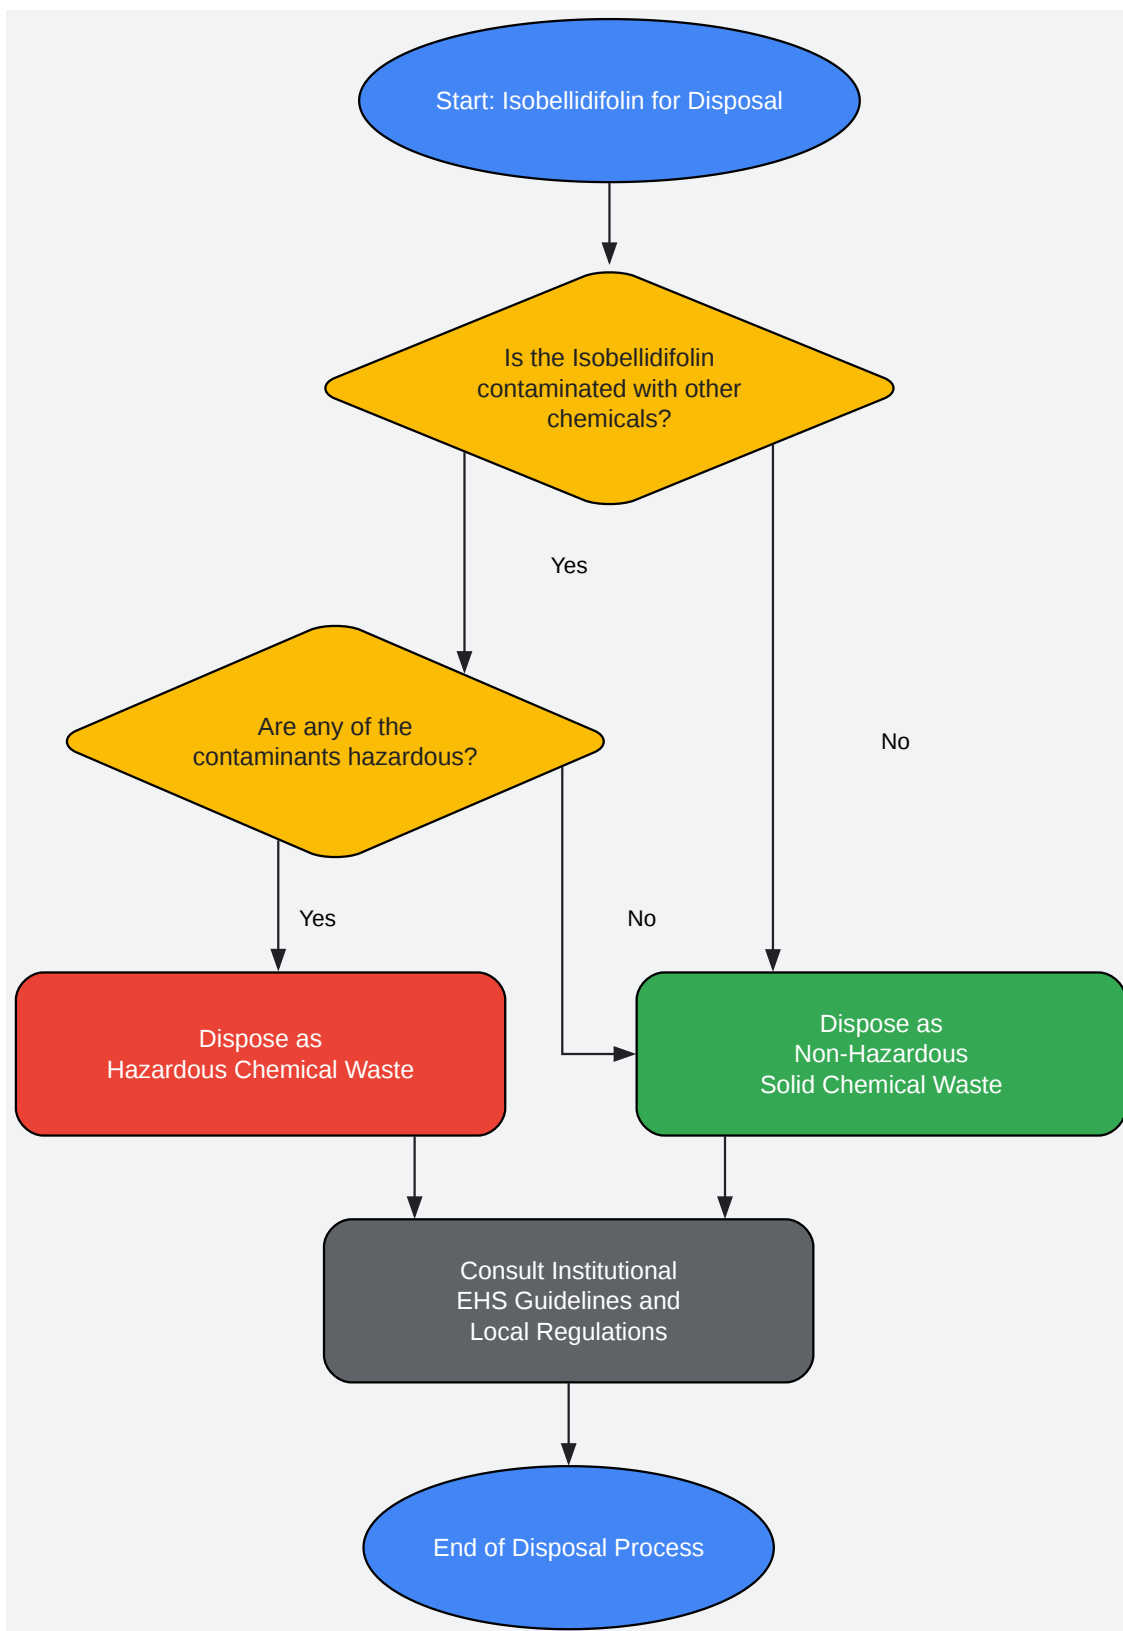 Start: Isobellidifolin for Disposal
Is the Isobellidifolin
contaminated with other
chemicals?
Yes
Are any of the
contaminants hazardous?
No
Yes
No
Dispose as
Hazardous Chemical Waste
Dispose as
Non-Hazardous
Solid Chemical Waste
Consult Institutional
EHS Guidelines and
Local Regulations
End of Disposal Process